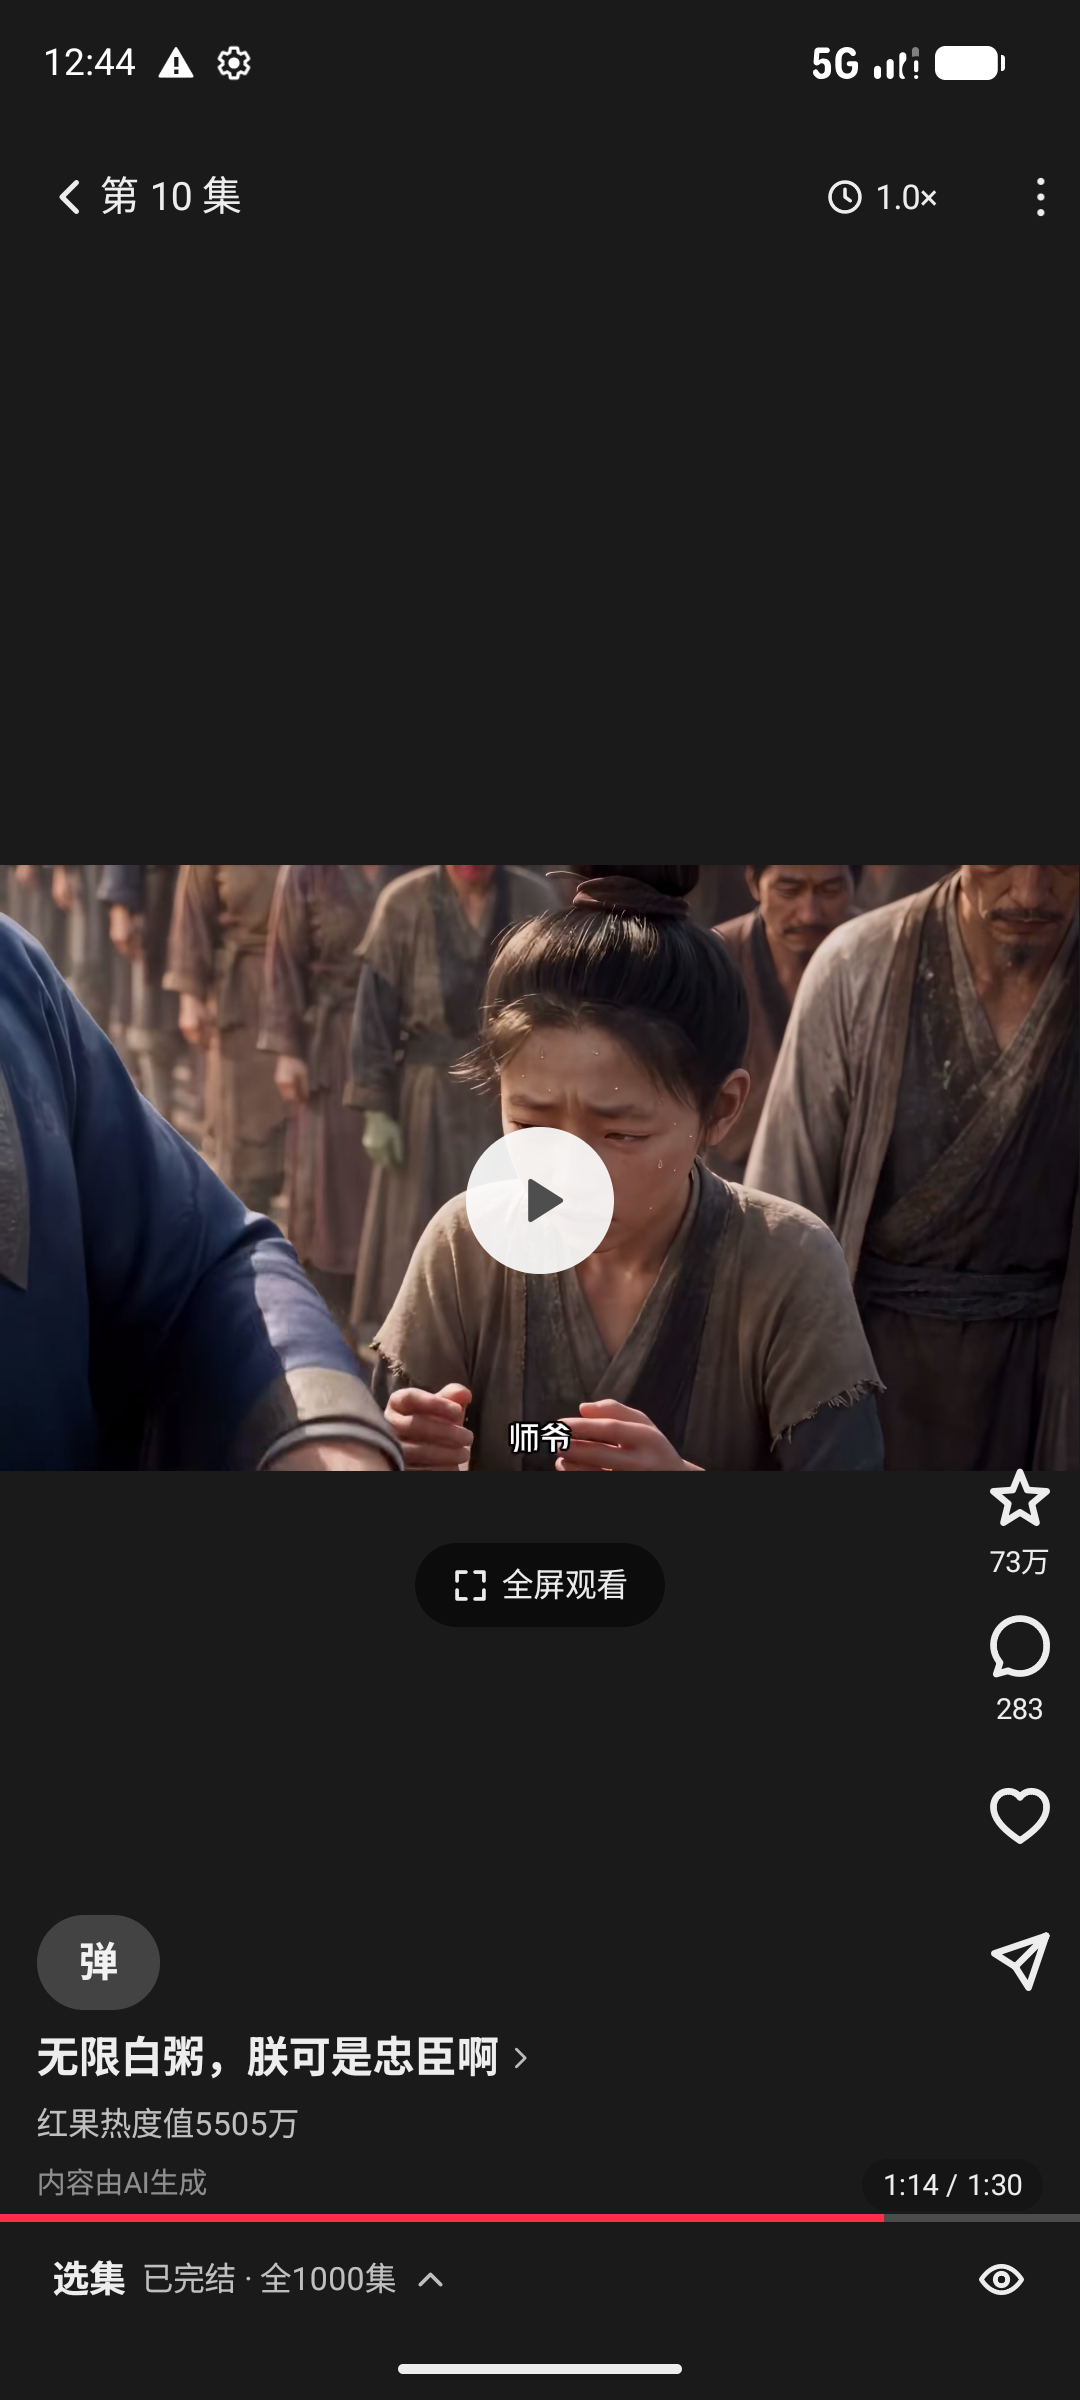 12:44
5G
第 10 集
1.0×
师爷
73万
全屏观看
283
弹
无限白粥，朕可是忠臣啊
红果热度值5505万
内容由AI生成
1:14 / 1:30
选集 已完结 · 全1000集